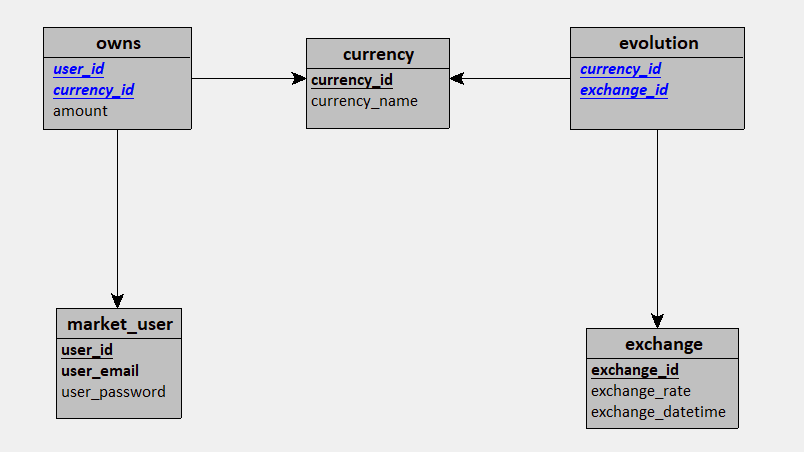 owns
user_id
currency_id
amount
currency
currency_id
currency_name
evolution
currency_id
exchange_id
market_user
user_id
user_email
user_password
exchange
exchange_id
exchange_rate
exchange_datetime